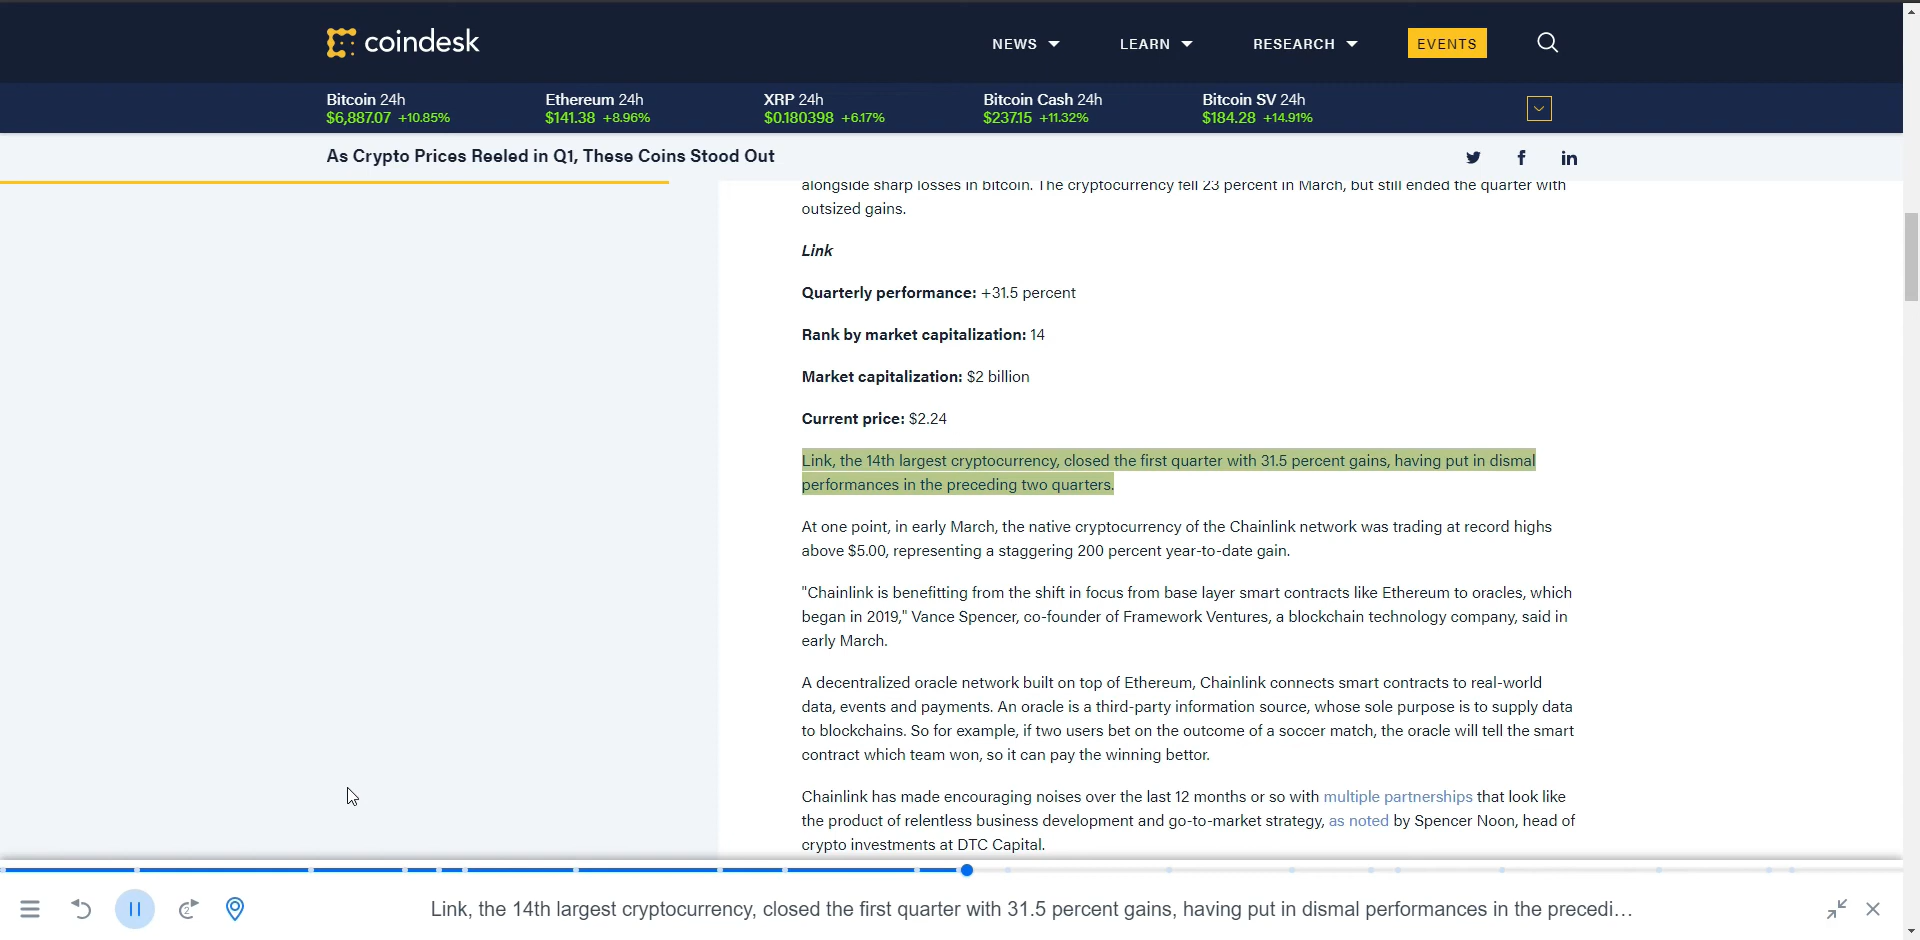 coindesk
NEWS
LEARN
RESEARCH
EVENTS
Bitcoin 24h
$6,887.07 +10.85%
Ethereum 24h
$141.38 +8.96%
XRP 24h
$0.180398 +6.17%
Bitcoin Cash 24h
$237.15 +11.32%
Bitcoin SV 24h
$184.28 +14.91%
As Crypto Prices Reeled in Q1, These Coins Stood Out
alongside sharp losses in bitcoin. The cryptocurrency fell 23 percent in March, but still ended the quarter with
outsized gains.
Link
Quarterly performance: +31.5 percent
Rank by market capitalization: 14
Market capitalization: $2 billion
Current price: $2.24
Link, the 14th largest cryptocurrency, closed the first quarter with 31.5 percent gains, having put in dismal
performances in the preceding two quarters.
At one point, in early March, the native cryptocurrency of the Chainlink network was trading at record highs
above $5.00, representing a staggering 200 percent year-to-date gain.
"Chainlink is benefitting from the shift in focus from base layer smart contracts like Ethereum to oracles, which
began in 2019," Vance Spencer, co-founder of Framework Ventures, a blockchain technology company, said in
early March.
A decentralized oracle network built on top of Ethereum, Chainlink connects smart contracts to real-world
data, events and payments. An oracle is a third-party information source, whose sole purpose is to supply data
to blockchains. So for example, if two users bet on the outcome of a soccer match, the oracle will tell the smart
contract which team won, so it can pay the winning bettor.
Chainlink has made encouraging noises over the last 12 months or so with multiple partnerships that look like
the product of relentless business development and go-to-market strategy, as noted by Spencer Noon, head of
crypto investments at DTC Capital.
2
Link, the 14th largest cryptocurrency, closed the first quarter with 31.5 percent gains, having put in dismal performances in the precedi...